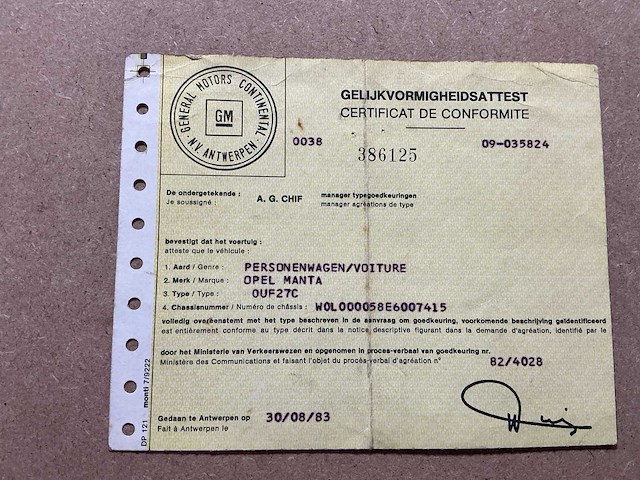 GENERAL MOTORS CONTINENTAL
N.V. ANTWERPEN
GM
GELIJKVORMIGHEIDSATTEST
CERTIFICAT DE CONFORMITE
0038 386125 09-035824
De ondergetekende : A. G. CHIF manager typegoedkeuringen
Je soussigné : manager agréations de type
bevestigt dat het voertuig :
atteste que le véhicule :
1. Aard / Genre : PERSONENWAGEN/VOITURE
2. Merk / Marque : OPEL MANTA
3. Type / Type : OUF27C
4. Chassisnummer / Numéro de châssis : WOL000058E6007415
volledig overeenstemt met het type beschreven in de aanvraag om goedkeuring, voorkomende beschrijving geïdentificeerd
est entièrement conforme au type décrit dans la notice descriptive figurant dans la demande d'agréation, identifié par le
door het Ministerie van Verkeerswezen en opgenomen in proces-verbaal van goedkeuring nr.
Ministère des Communications et faisant l'objet du procès-verbal d'agréation n° 82/4028
Gedaan te Antwerpen op 30/08/83
Fait à Antwerpen le
DP 121 monti 7/9222